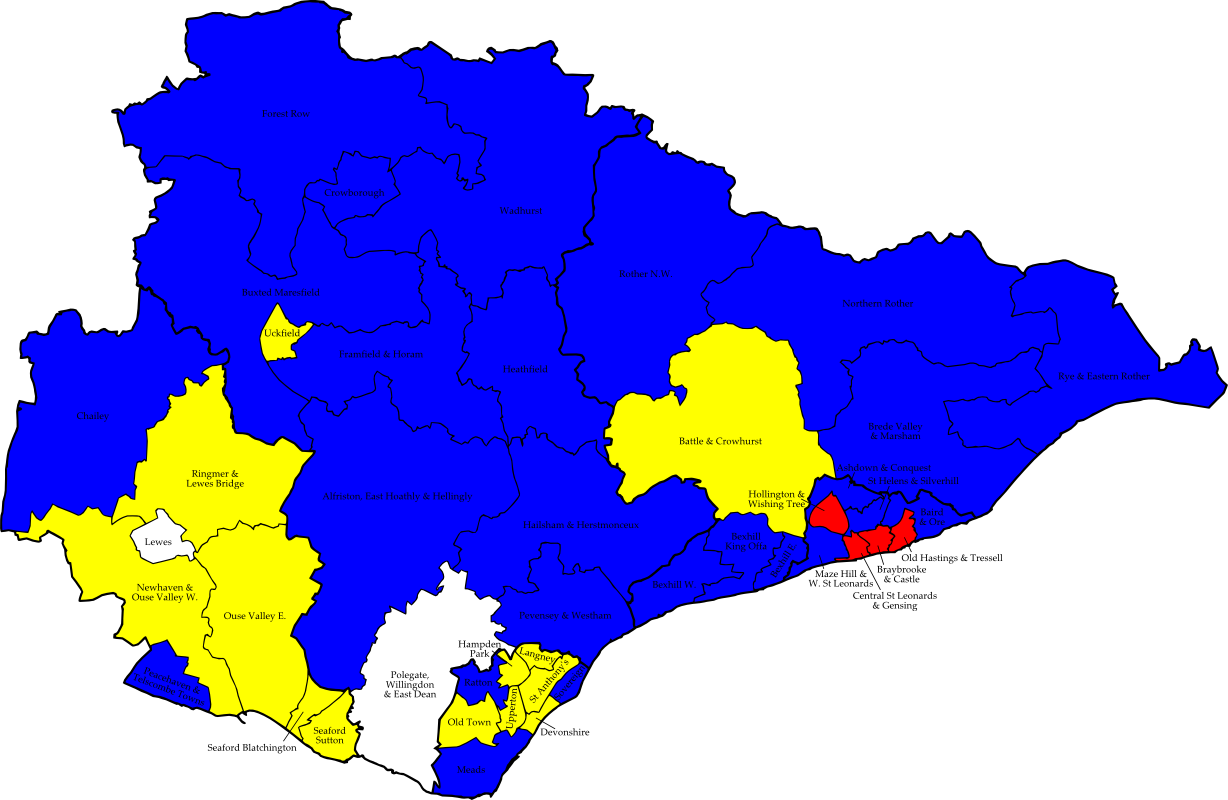 Forest Row
Crowborough
Wadhurst
Rother N.W.
Buxted Maresfield
Northern Rother
Uckfield
Framfield & Horam
Heathfield
Rye & Eastern Rother
Chailey
Brede Valley
& Marsham
Battle & Crowhurst
Ringmer &
Lewes Bridge
Ashdown & Conquest
St Helens & Silverhill
Alfriston, East Hoathly & Hellingly
Hollington &
Wishing Tree
Baird
& Ore
Hailsham & Herstmonceux
Lewes
Bexhill
King Offa
Bexhill E.
Old Hastings & Tressell
Braybrooke
& Castle
Maze Hill &
W. St Leonards
Bexhill W.
Central St Leonards
& Gensing
Newhaven &
Ouse Valley W.
Ouse Valley E.
Pevensey & Westham
Hampden
Park
Langney
St Anthony's
Polegate,
Willingdon
& East Dean
Ratton
Peacehaven &
Upperton
Old Town
Devonshire
Seaford
Sutton
Seaford Blatchington
Meads